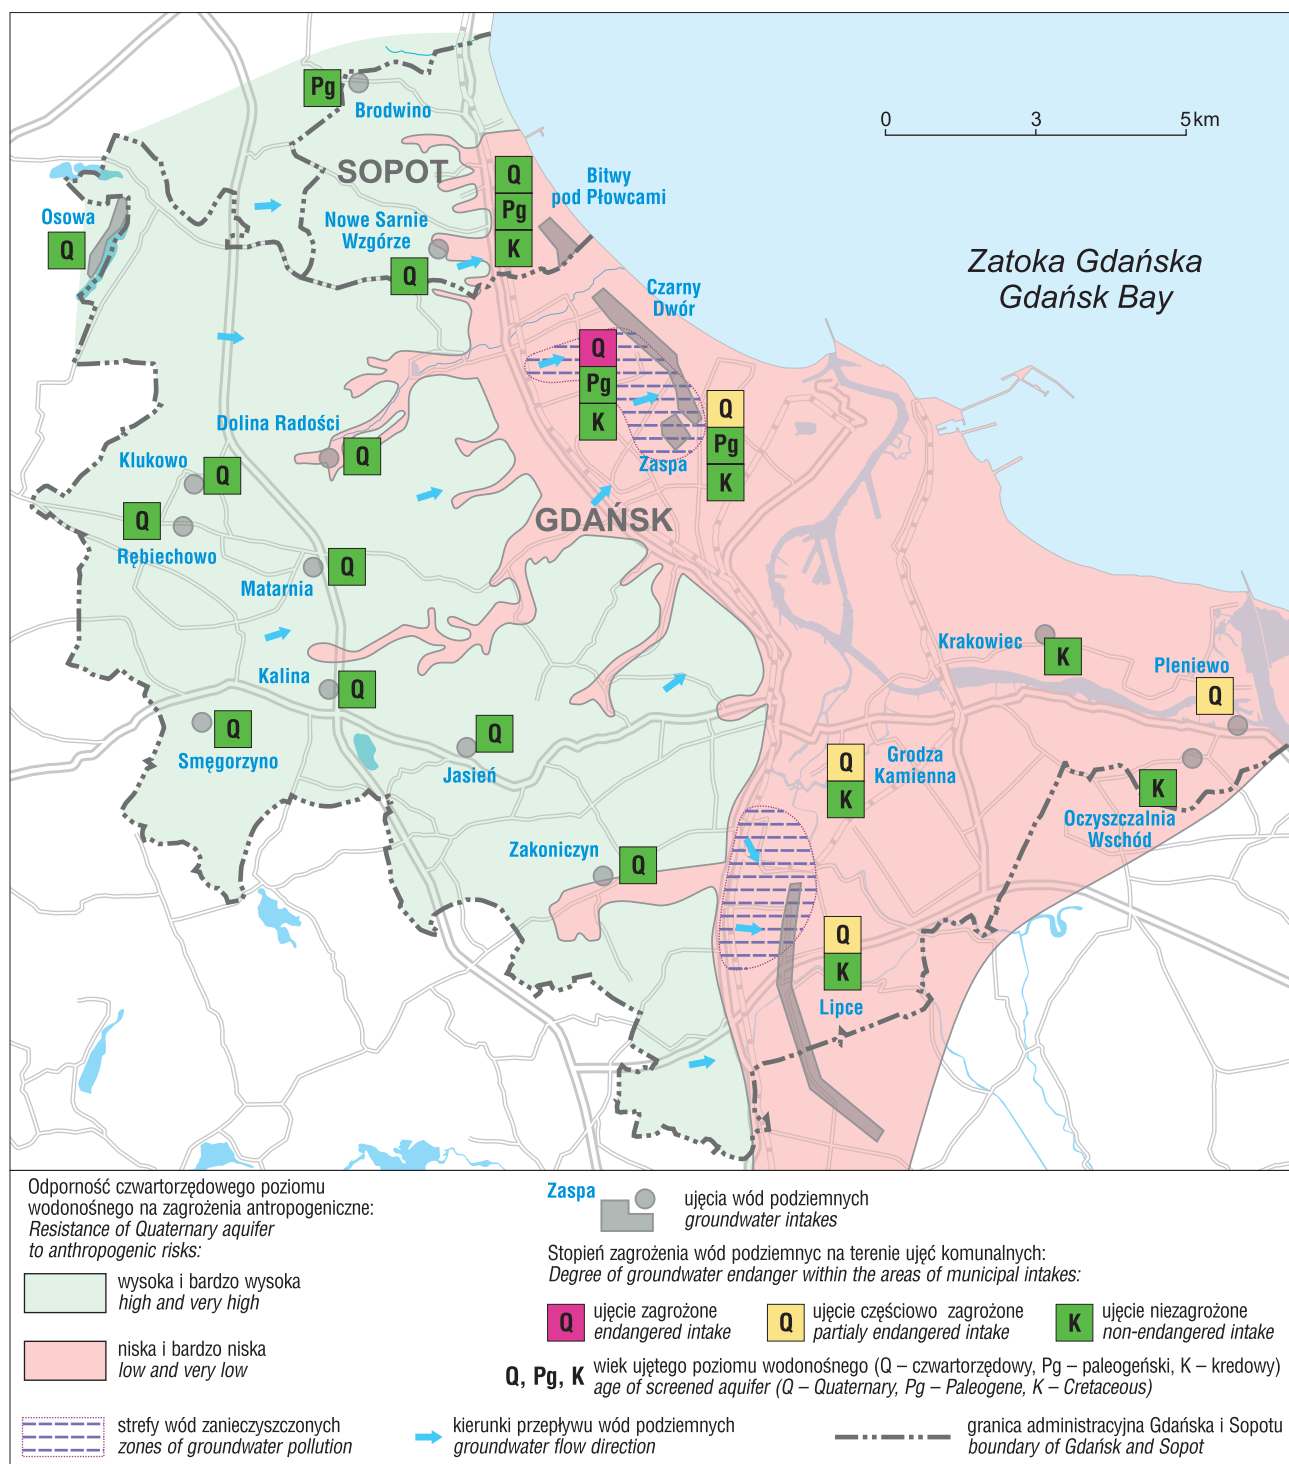 Pg
Brodwino
0 3 5 km
SOPOT
Q
Pg
K
Bitwy
pod Płowcami
Osowa
Q
Nowe Sarnie
Wzgórze
Q
Zatoka Gdańska
Gdańsk Bay
Czarny
Dwór
Q
Pg
K
Q
Pg
K
Zaspa
Dolina Radości
Q
Klukowo
Q
Q
Rębiechowo
GDAŃSK
Matarnia
Q
Krakowiec
K
Pleniewo
Q
Kalina
Q
Smęgorzyno
Q
Jasień
Q
Q
K
Grodza
Kamienna
K
Oczyszczalnia
Wschód
Zakoniczyn
Q
Q
K
Lipce
Odporność czwartorzędowego poziomu
wodonośnego na zagrożenia antropogeniczne:
Resistance of Quaternary aquifer
to anthropogenic risks:
wysoka i bardzo wysoka
high and very high
niska i bardzo niska
low and very low
Zaspa
ujęcia wód podziemnych
groundwater intakes
Stopień zagrożenia wód podziemnyc na terenie ujęć komunalnych:
Degree of groundwater endanger within the areas of municipal intakes:
Q
ujęcie zagrożone
endangered intake
Q
ujęcie częściowo zagrożone
partialy endangered intake
K
ujęcie niezagrożone
non-endangered intake
Q, Pg, K
wiek ujętego poziomu wodonośnego (Q – czwartorzędowy, Pg – paleogeński, K – kredowy)
age of screened aquifer (Q – Quaternary, Pg – Paleogene, K – Cretaceous)
strefy wód zanieczyszczonych
zones of groundwater pollution
kierunki przepływu wód podziemnych
groundwater flow direction
granica administracyjna Gdańska i Sopotu
boundary of Gdańsk and Sopot